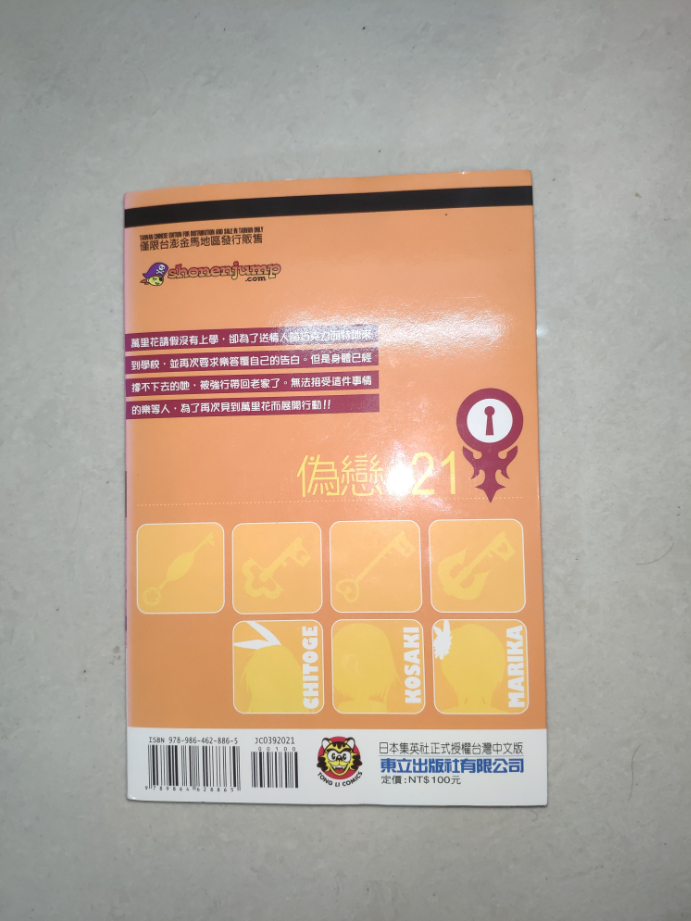 TAIWAN CHINESE EDITION FOR DISTRIBUTION AND SALE IN TAIWAN ONLY
僅限台澎金馬地區發行販售
shonenjump
.com
萬里花請假沒有上學，卻為了送情人節巧克力而特地來
到學校，並再次要求樂答覆自己的告白。但是身體已經
撐不下去的她，被強行帶回老家了。無法接受這件事情
的樂等人，為了再次見到萬里花而展開行動!!
偽戀 21
CHITOGE
KOSAKI
MARIKA
ISBN 978-986-462-886-5 JC0392021
00100
9 789864 628865
TONG LI COMICS
日本集英社正式授權台灣中文版
東立出版社有限公司
定價:NT$100元